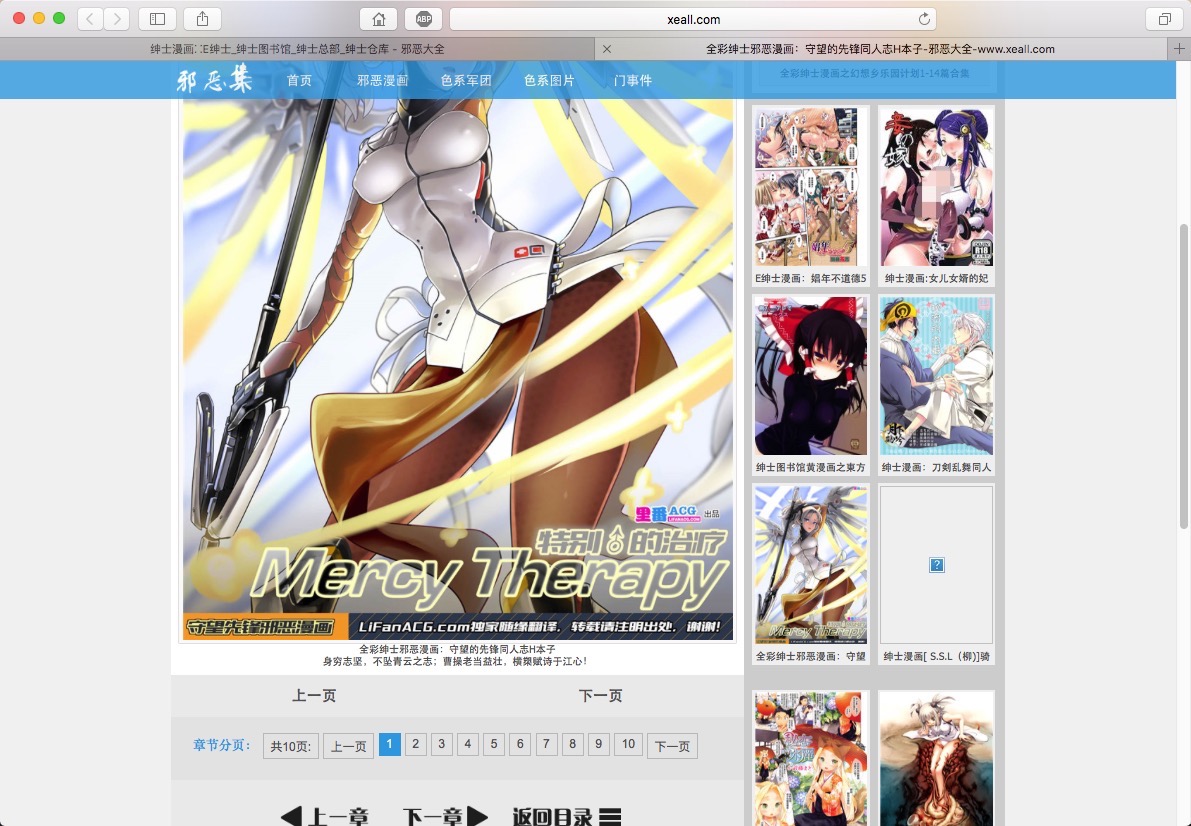 xeall.com
ABP
绅士漫画: :E绅士_绅士图书馆_绅士总部_绅士仓库 - 邪恶大全
全彩绅士邪恶漫画：守望的先锋同人志H本子-邪恶大全-www.xeall.com
邪恶集
首页
邪恶漫画
色系军团
色系图片
门事件
全彩绅士漫画之幻想乡乐园计划1-14篇合集
R18
E绅士漫画：娼年不道德5
绅士漫画:女儿女婿的妃
绅士图书馆黄漫画之東方
绅士漫画：刀剣乱舞同人
里番ACG
LIFANACG.COM
出品
特别♂的治疗
Mercy Therapy
守望先锋邪恶漫画
LiFanACG.com独家随缘翻译，转载请注明出处，谢谢！
Mercy Therapy
全彩绅士邪恶漫画：守望
绅士漫画[ S.S.L（柳)]骑
全彩绅士邪恶漫画：守望的先锋同人志H本子
身穷志坚，不坠青云之志；曹操老当益壮，横槊赋诗于江心！
上一页
下一页
章节分页：
共10页:
上一页
1
2
3
4
5
6
7
8
9
10
下一页
上一章
下一章
返回目录